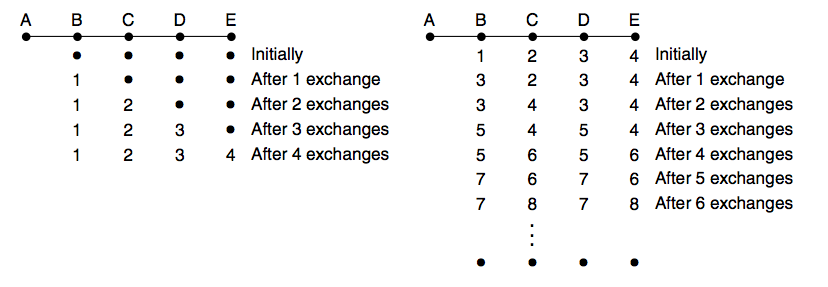 A B C D E
• • • • Initially
1 • • • After 1 exchange
1 2 • • After 2 exchanges
1 2 3 • After 3 exchanges
1 2 3 4 After 4 exchanges
A B C D E
1 2 3 4 Initially
3 2 3 4 After 1 exchange
3 4 3 4 After 2 exchanges
5 4 5 4 After 3 exchanges
5 6 5 6 After 4 exchanges
7 6 7 6 After 5 exchanges
7 8 7 8 After 6 exchanges
⋮
• • • •